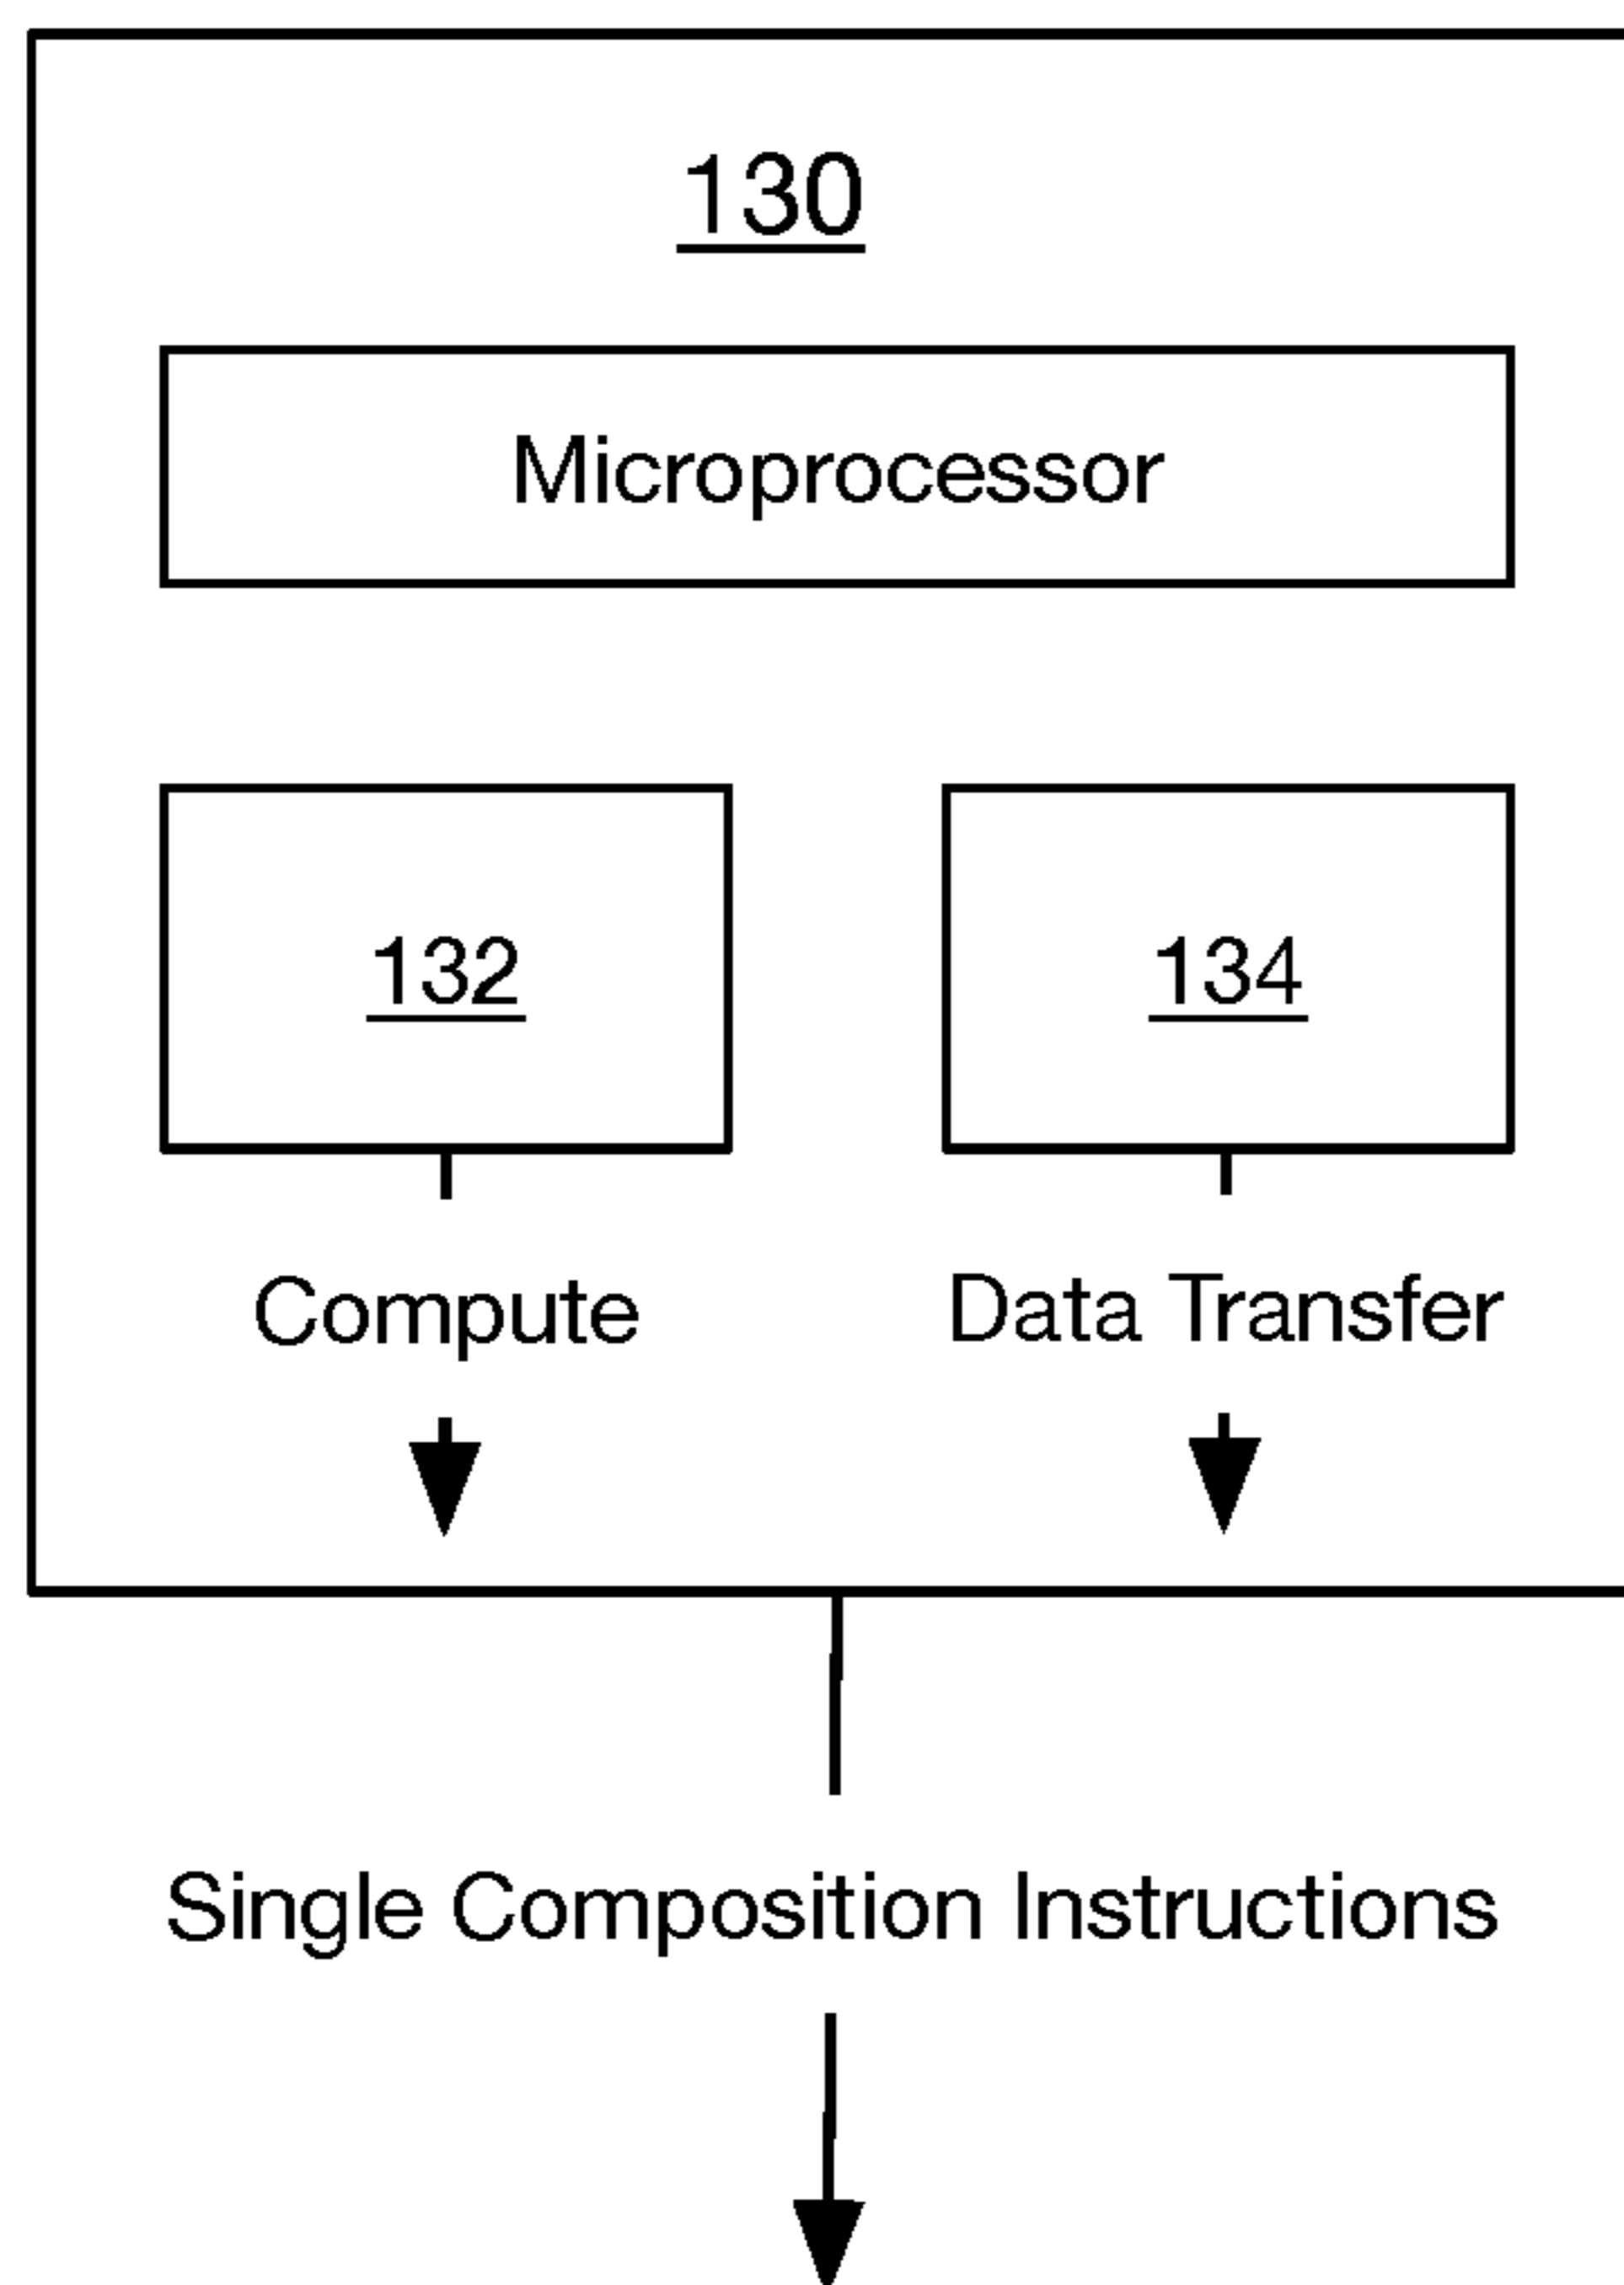 130
Microprocessor
132 134
Compute Data Transfer
Single Composition Instructions